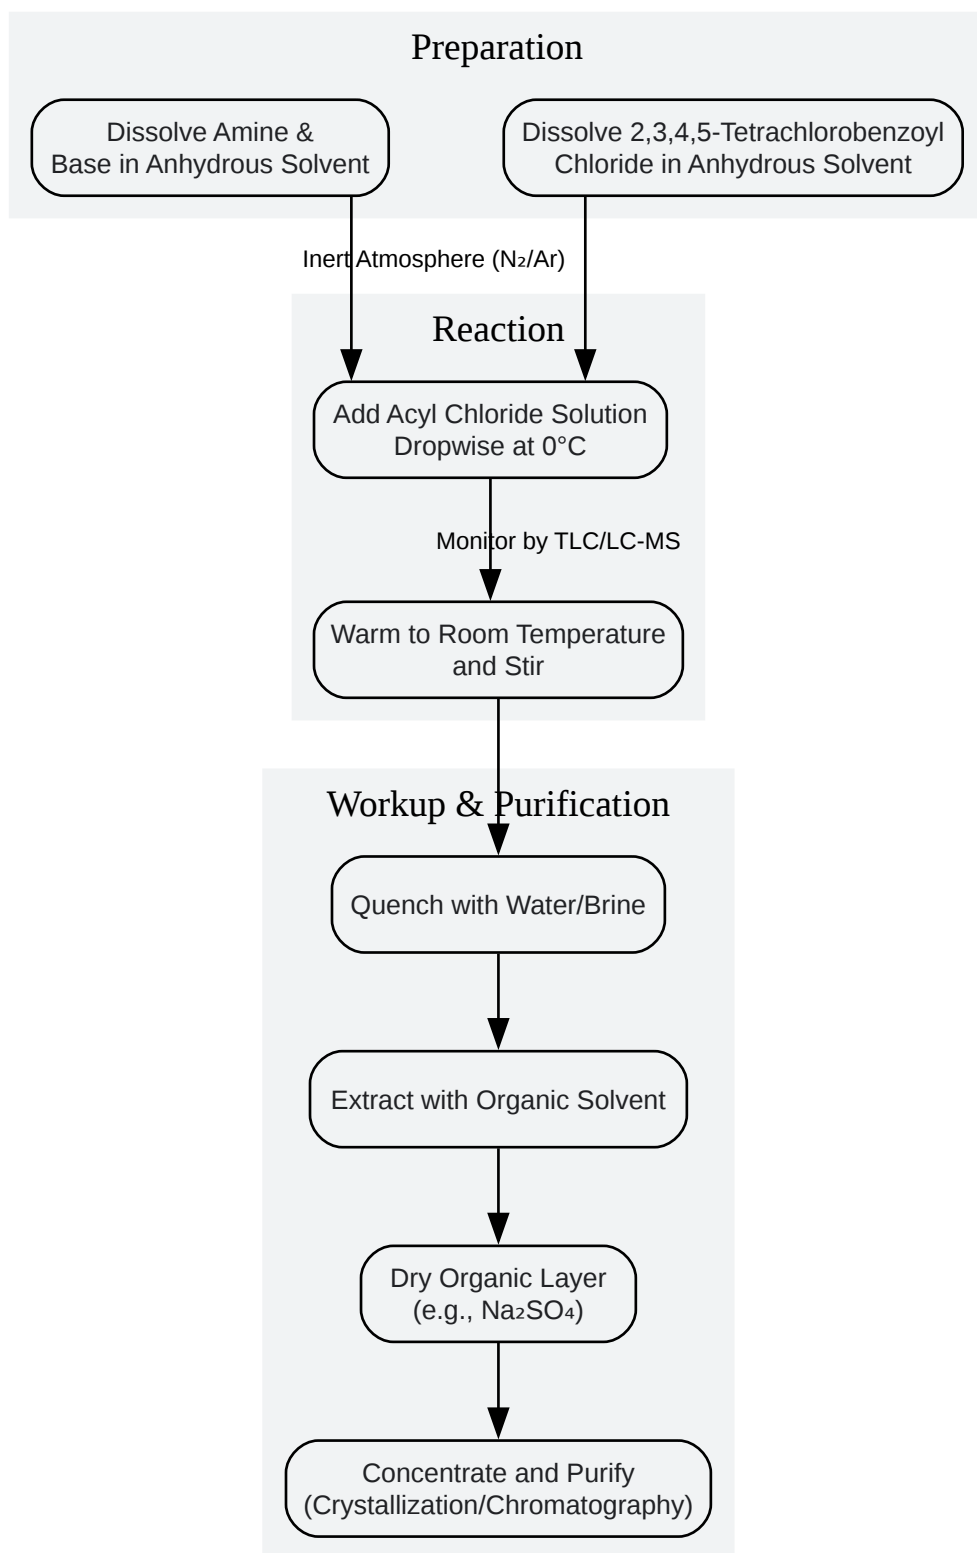 Preparation
Dissolve Amine &
Base in Anhydrous Solvent
Dissolve 2,3,4,5-Tetrachlorobenzoyl
Chloride in Anhydrous Solvent
Inert Atmosphere (N₂/Ar)
Reaction
Add Acyl Chloride Solution
Dropwise at 0°C
Monitor by TLC/LC-MS
Warm to Room Temperature
and Stir
Workup & Purification
Quench with Water/Brine
Extract with Organic Solvent
Dry Organic Layer
(e.g., Na₂SO₄)
Concentrate and Purify
(Crystallization/Chromatography)